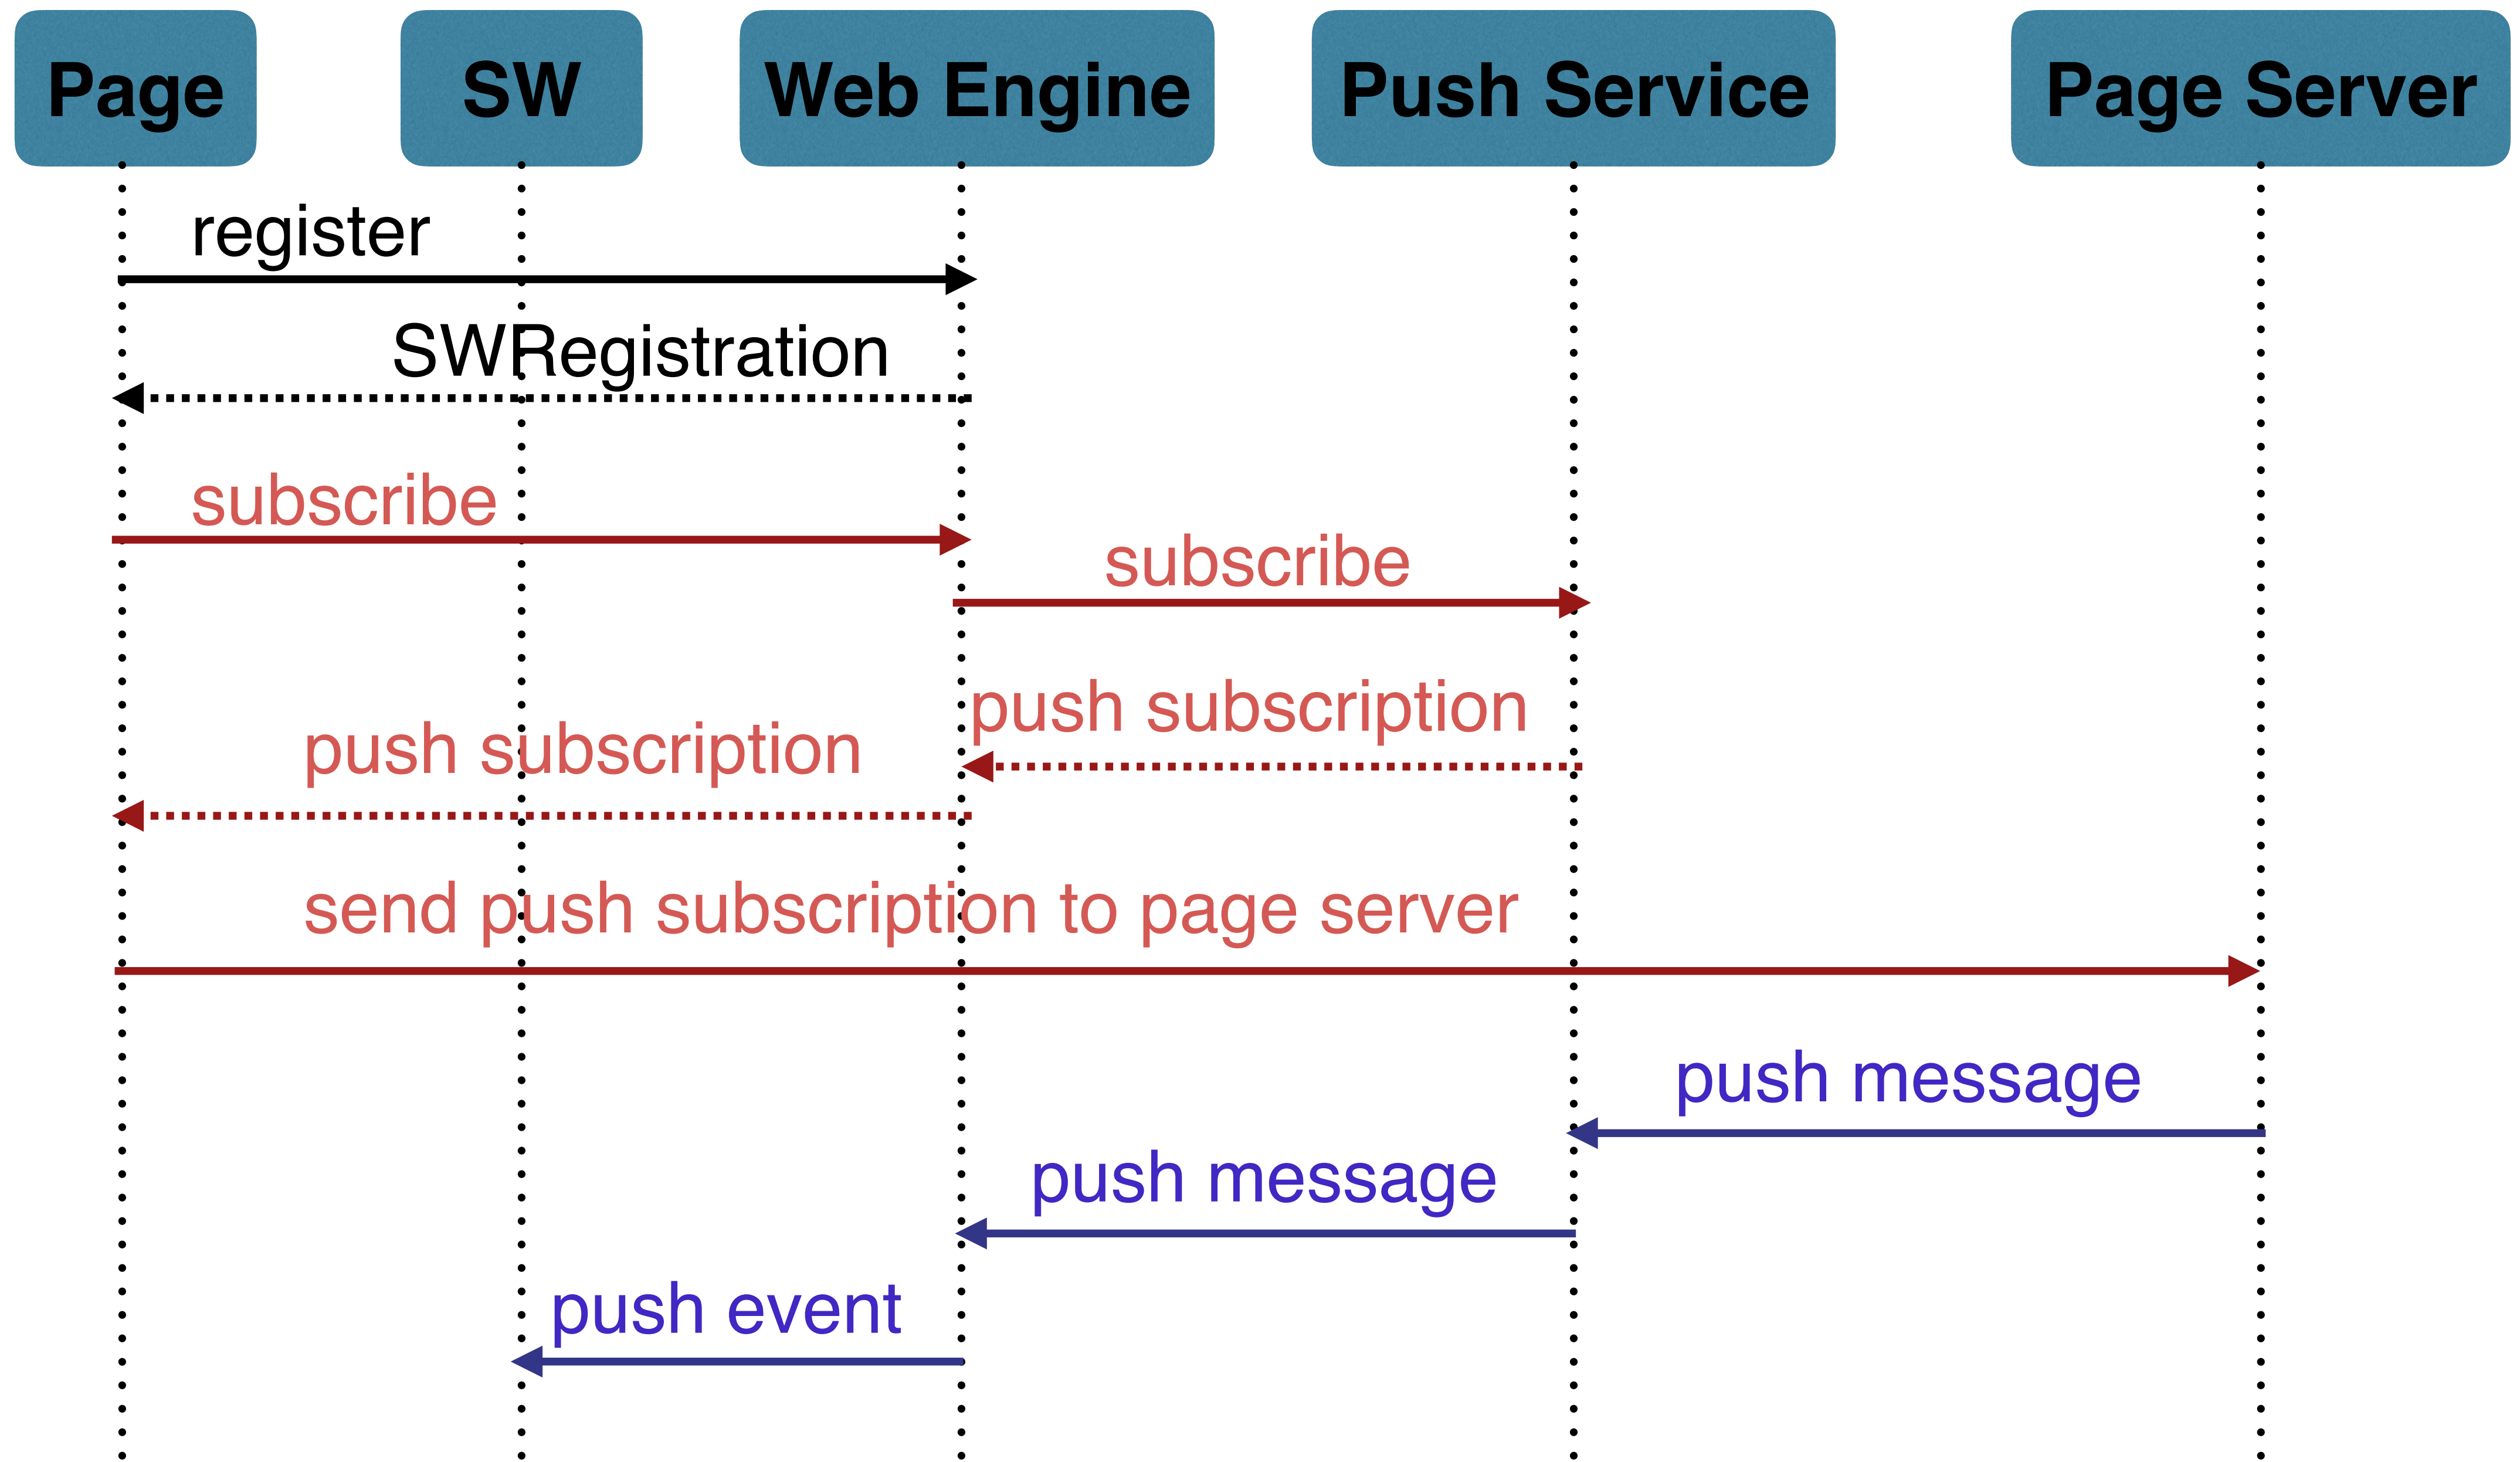 Page
SW
Web Engine
Push Service
Page Server
register
SWRegistration
subscribe
subscribe
push subscription
push subscription
send push subscription to page server
push message
push message
push event